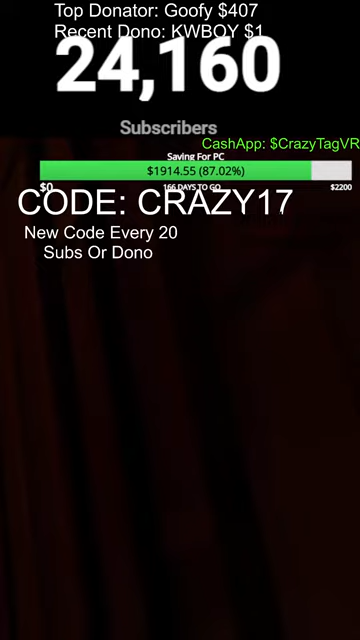 Top Donator: Goofy $407
Recent Dono: KWBOY $1
24,160
Subscribers
CashApp: $CrazyTagVR
Saving For PC
$1914.55 (87.02%)
$0 166 DAYS TO GO $2200
CODE: CRAZY17
New Code Every 20
Subs Or Dono